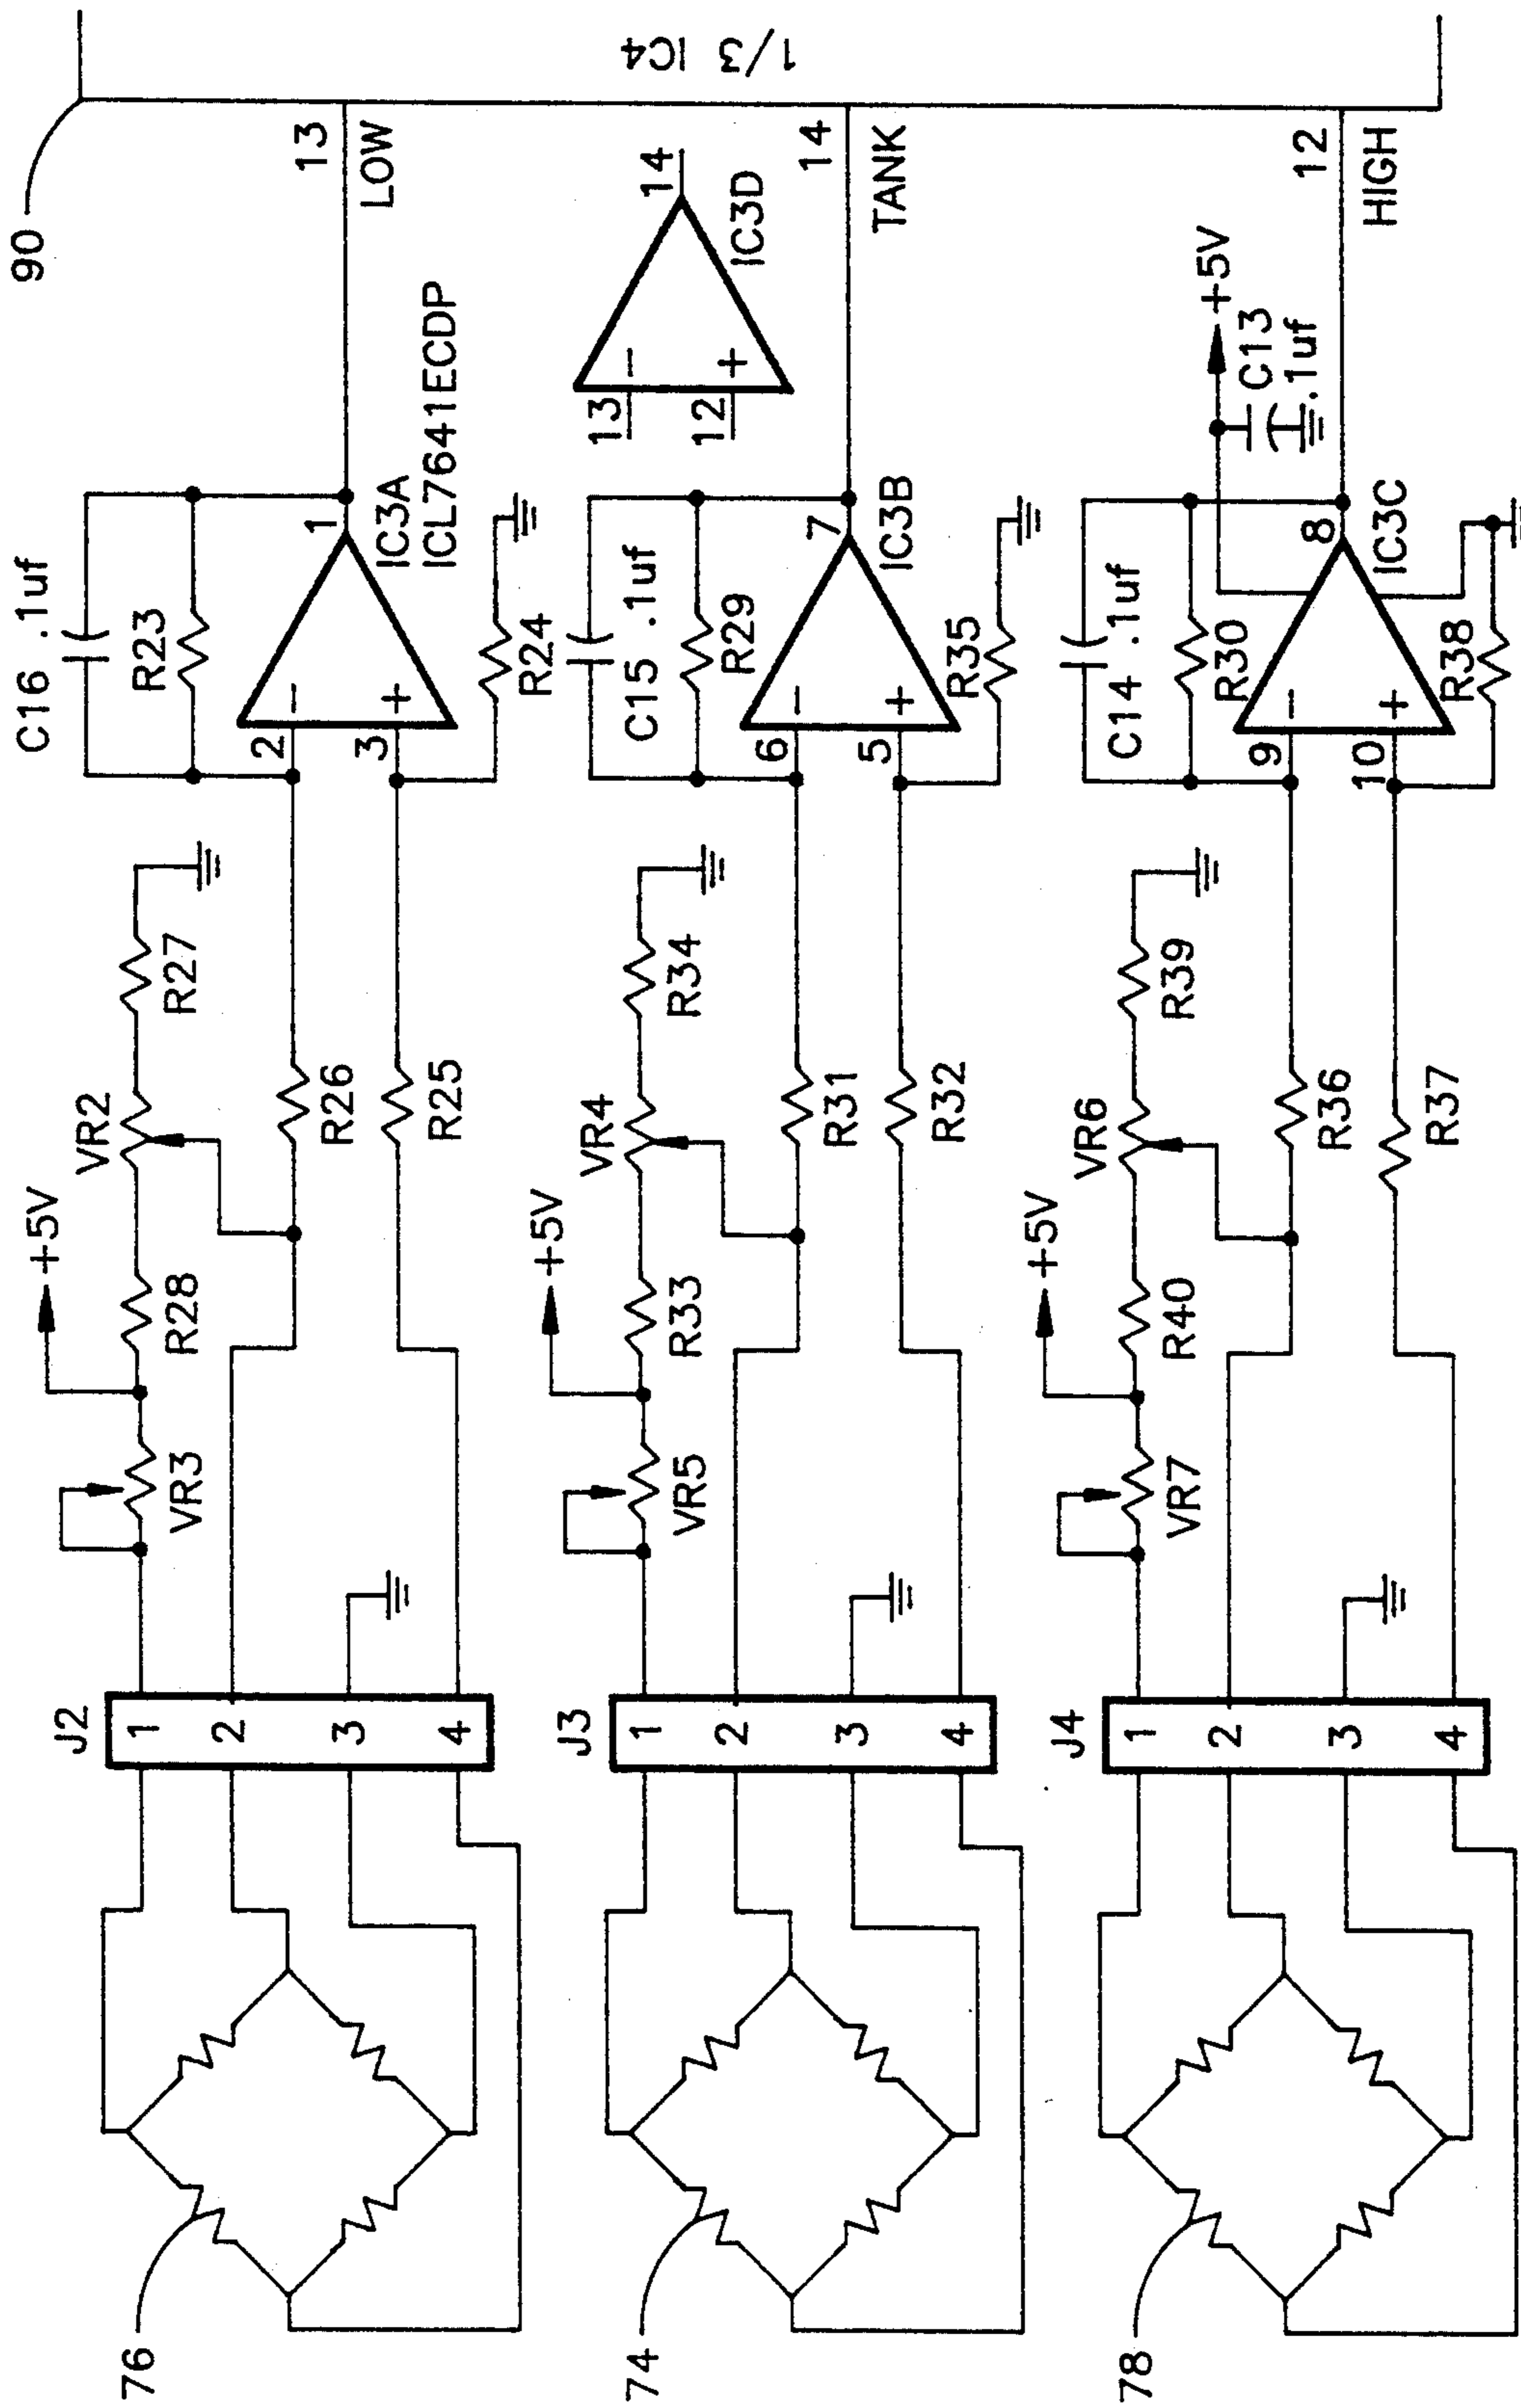 90
1/3 IC4
C16 .1uf
R23
+5V
VR3
R28
VR2
R27
J2
1
2
3
4
76
R26
R25
2
3
1
IC3A
ICL7641ECDP
R24
13
LOW
13
12
14
IC3D
C15 .1uf
R29
+5V
VR5
R33
VR4
R34
J3
1
2
3
4
74
R31
R32
6
5
7
IC3B
R35
14
TANK
C14 .1uf
R30
+5V
VR7
R40
VR6
R39
J4
1
2
3
4
78
R36
R37
9
10
8
IC3C
R38
+5V
C13
.1uf
12
HIGH